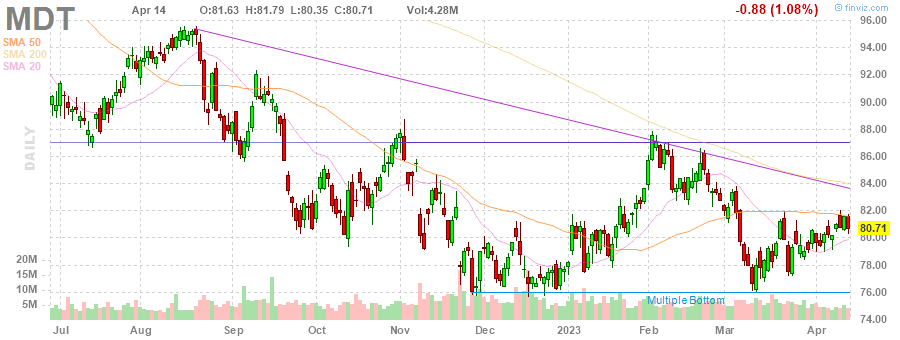 MDT Apr 14 O:81.63 H:81.79 L:80.35 C:80.71 Vol:4.28M -0.88 (1.08%) © finviz.com
SMA 50
SMA 200
SMA 20
DAILY
96.00
94.00
92.00
90.00
88.00
86.00
84.00
82.00
80.71
80.00
78.00
76.00
74.00
20M
15M
10M
5M
Multiple Bottom
Jul Aug Sep Oct Nov Dec 2023 Feb Mar Apr